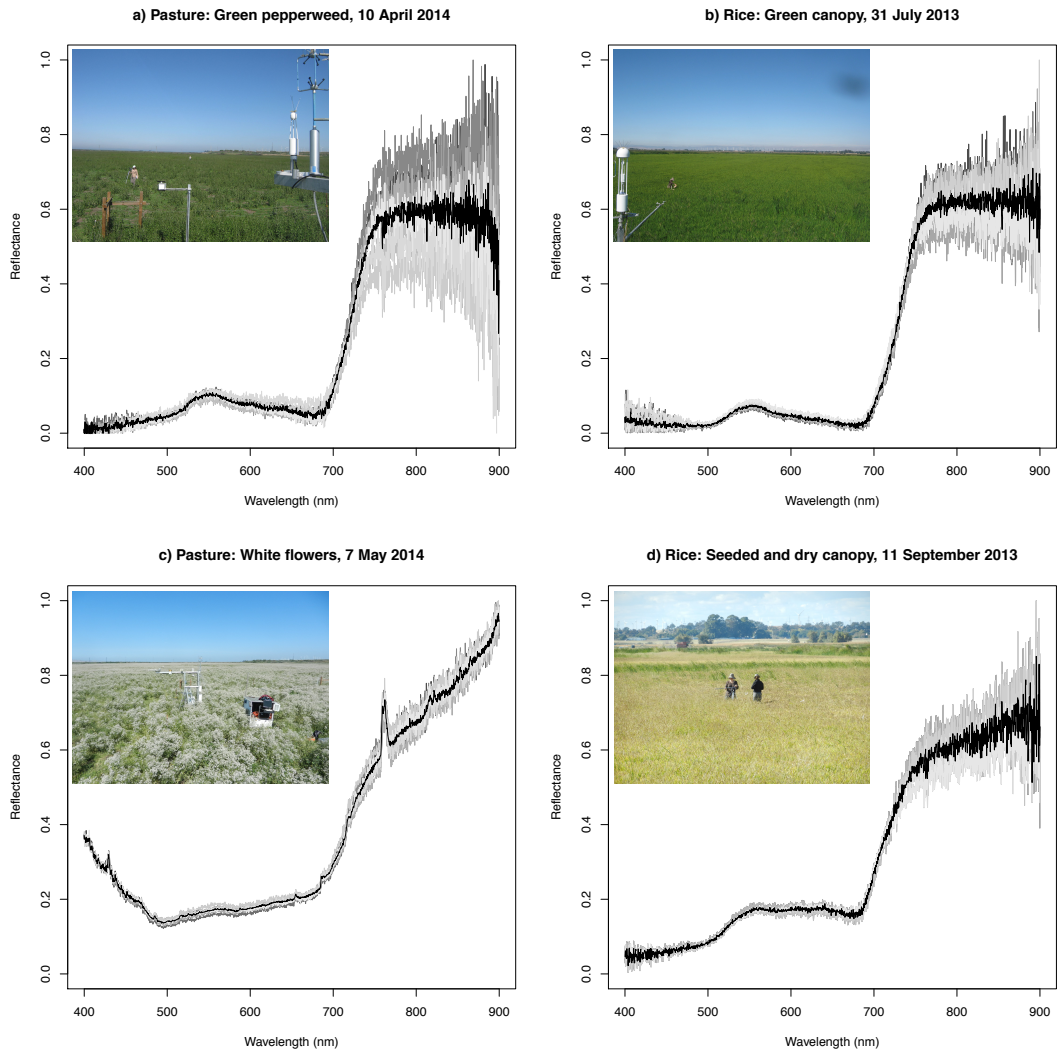 a) Pasture: Green pepperweed, 10 April 2014
Reflectance
0.0 0.2 0.4 0.6 0.8 1.0
400 500 600 700 800 900
Wavelength (nm)
b) Rice: Green canopy, 31 July 2013
Reflectance
0.0 0.2 0.4 0.6 0.8 1.0
400 500 600 700 800 900
Wavelength (nm)
c) Pasture: White flowers, 7 May 2014
Reflectance
0.0 0.2 0.4 0.6 0.8 1.0
400 500 600 700 800 900
Wavelength (nm)
d) Rice: Seeded and dry canopy, 11 September 2013
Reflectance
0.0 0.2 0.4 0.6 0.8 1.0
400 500 600 700 800 900
Wavelength (nm)